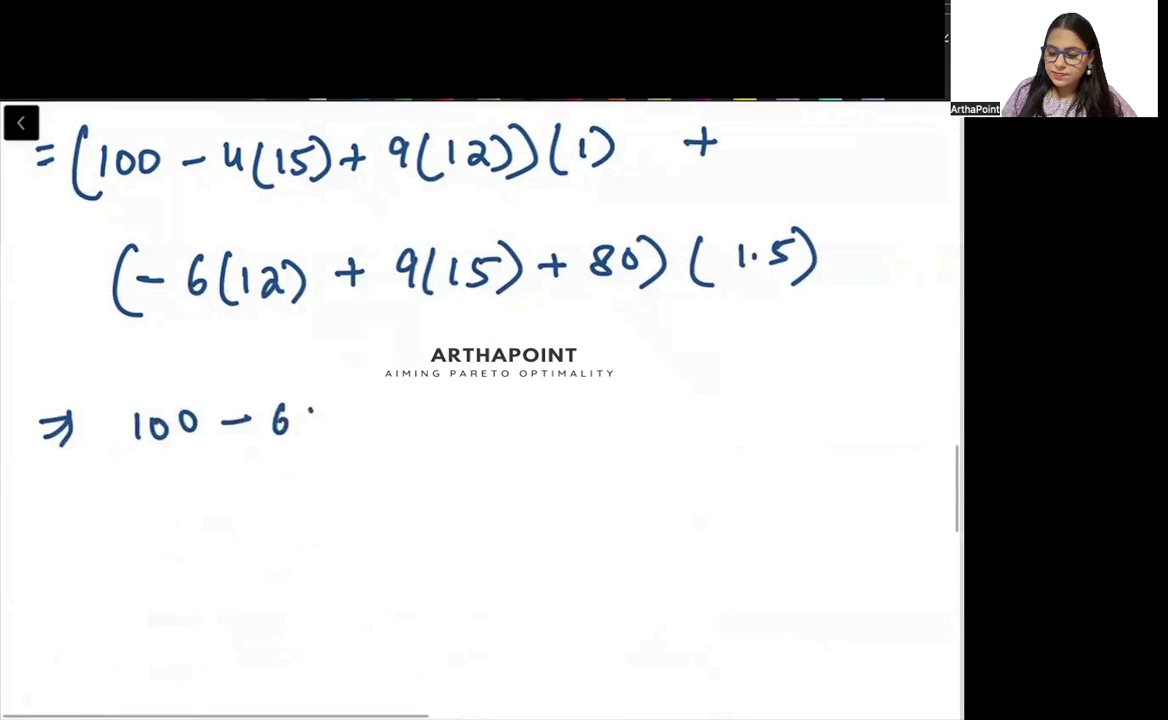 ArthaPoint
= (100 - 4(15) + 9(12))(1) +
(- 6(12) + 9(15) + 80) (1.5)
ARTHAPOINT
AIMING PARETO OPTIMALITY
⇒ 100 - 6